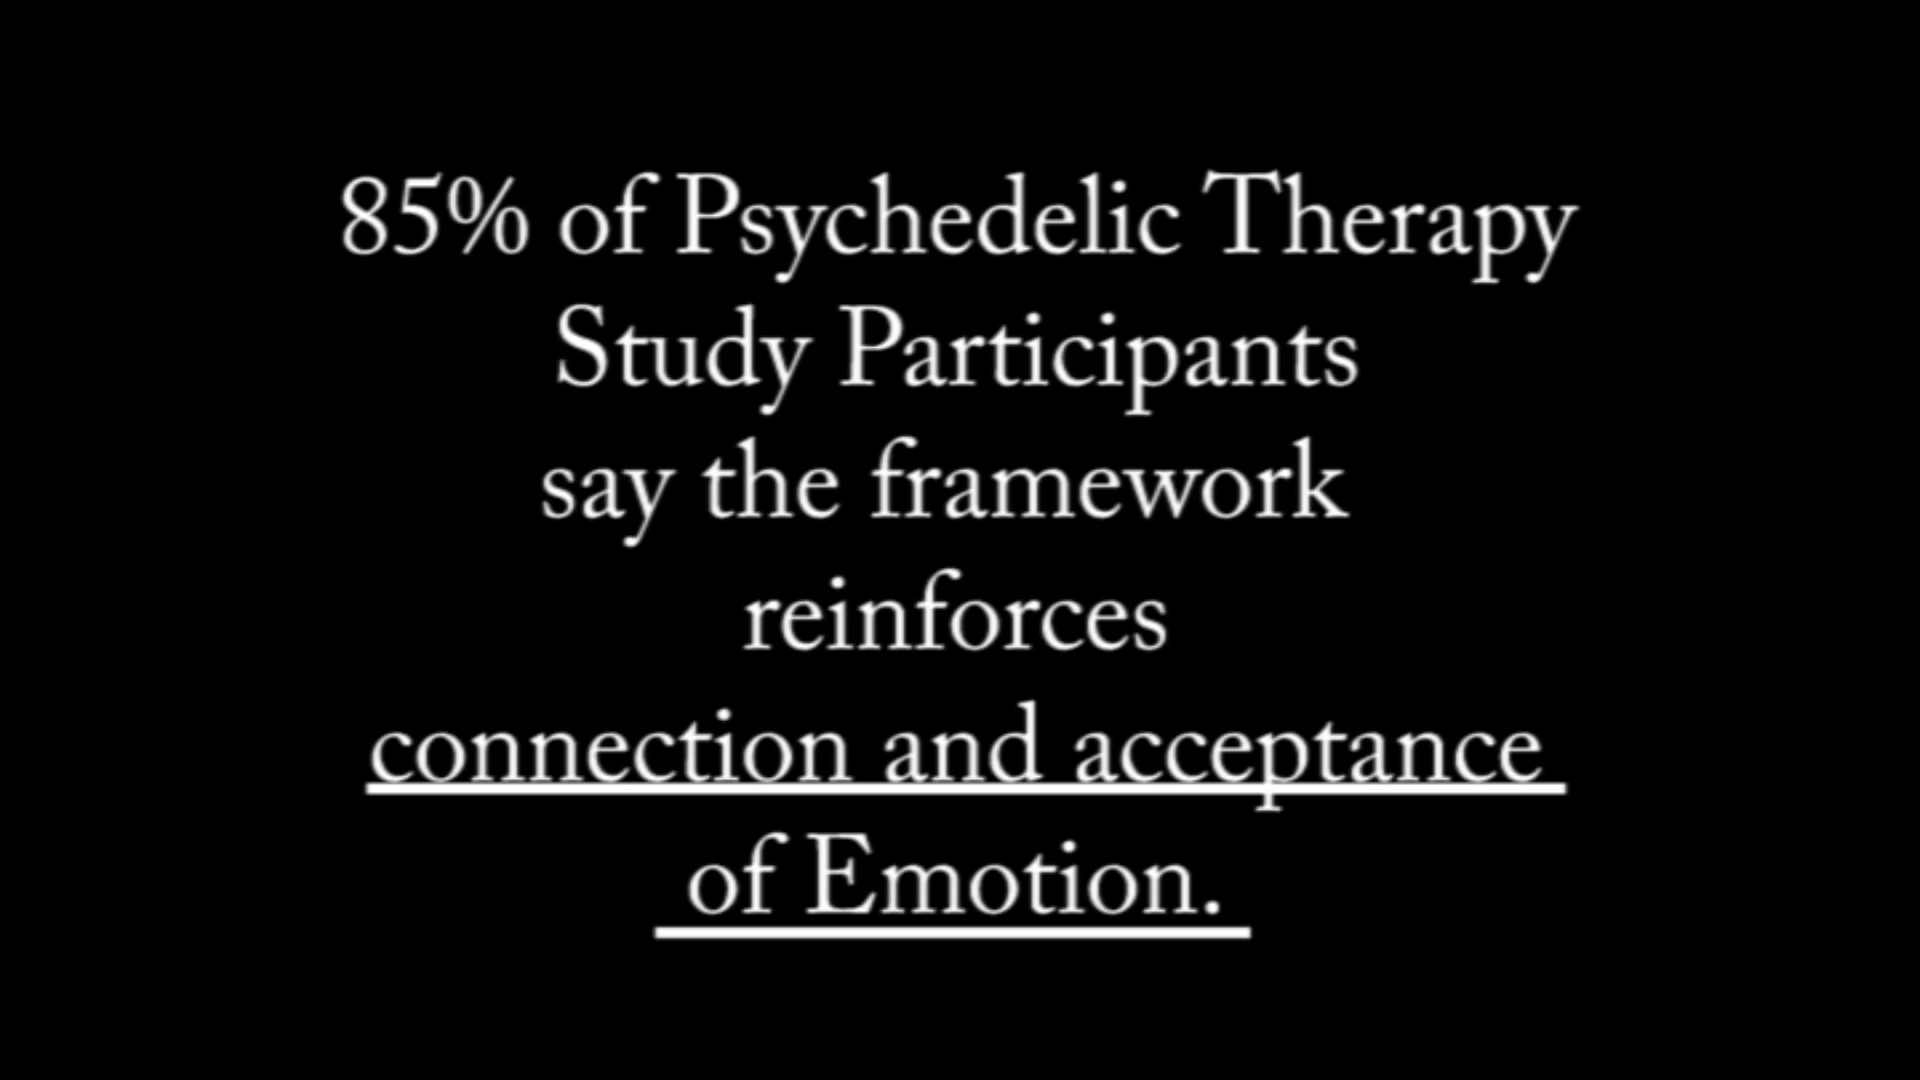 85% of Psychedelic Therapy
Study Participants
say the framework
reinforces
connection and acceptance
of Emotion.